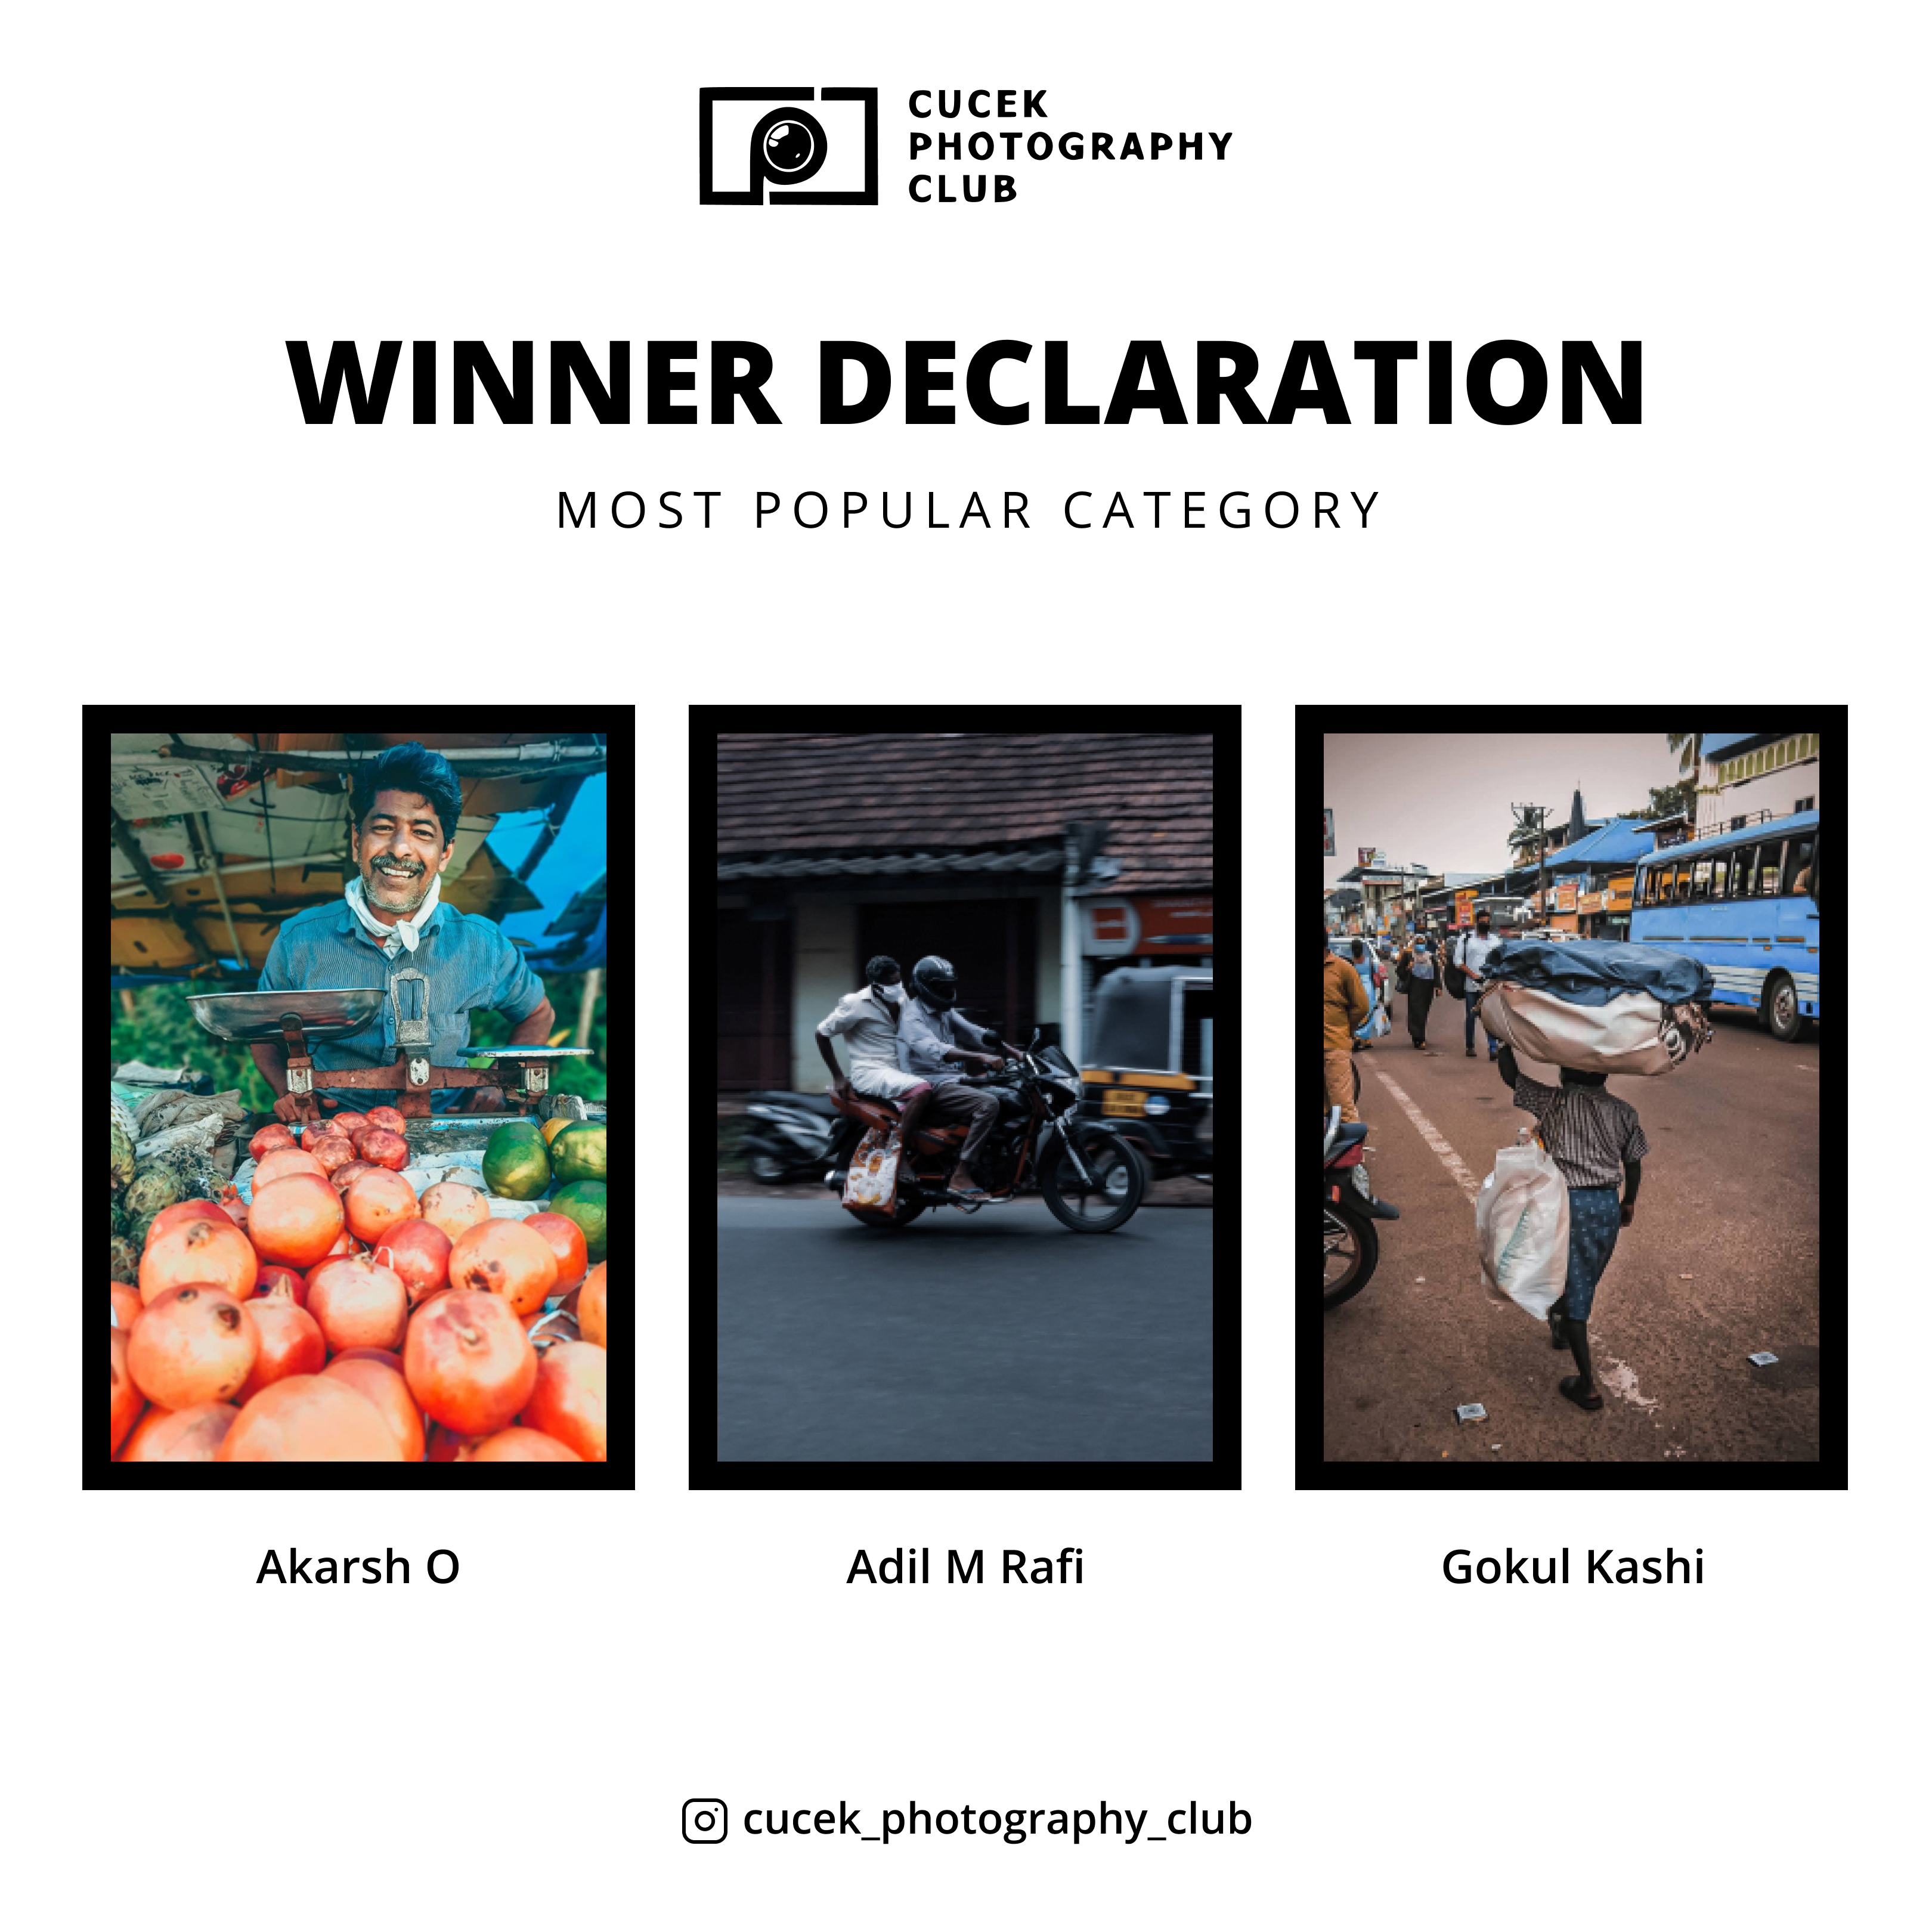 CUCEK
PHOTOGRAPHY
CLUB
WINNER DECLARATION
MOST POPULAR CATEGORY
Akarsh O
Adil M Rafi
Gokul Kashi
cucek_photography_club